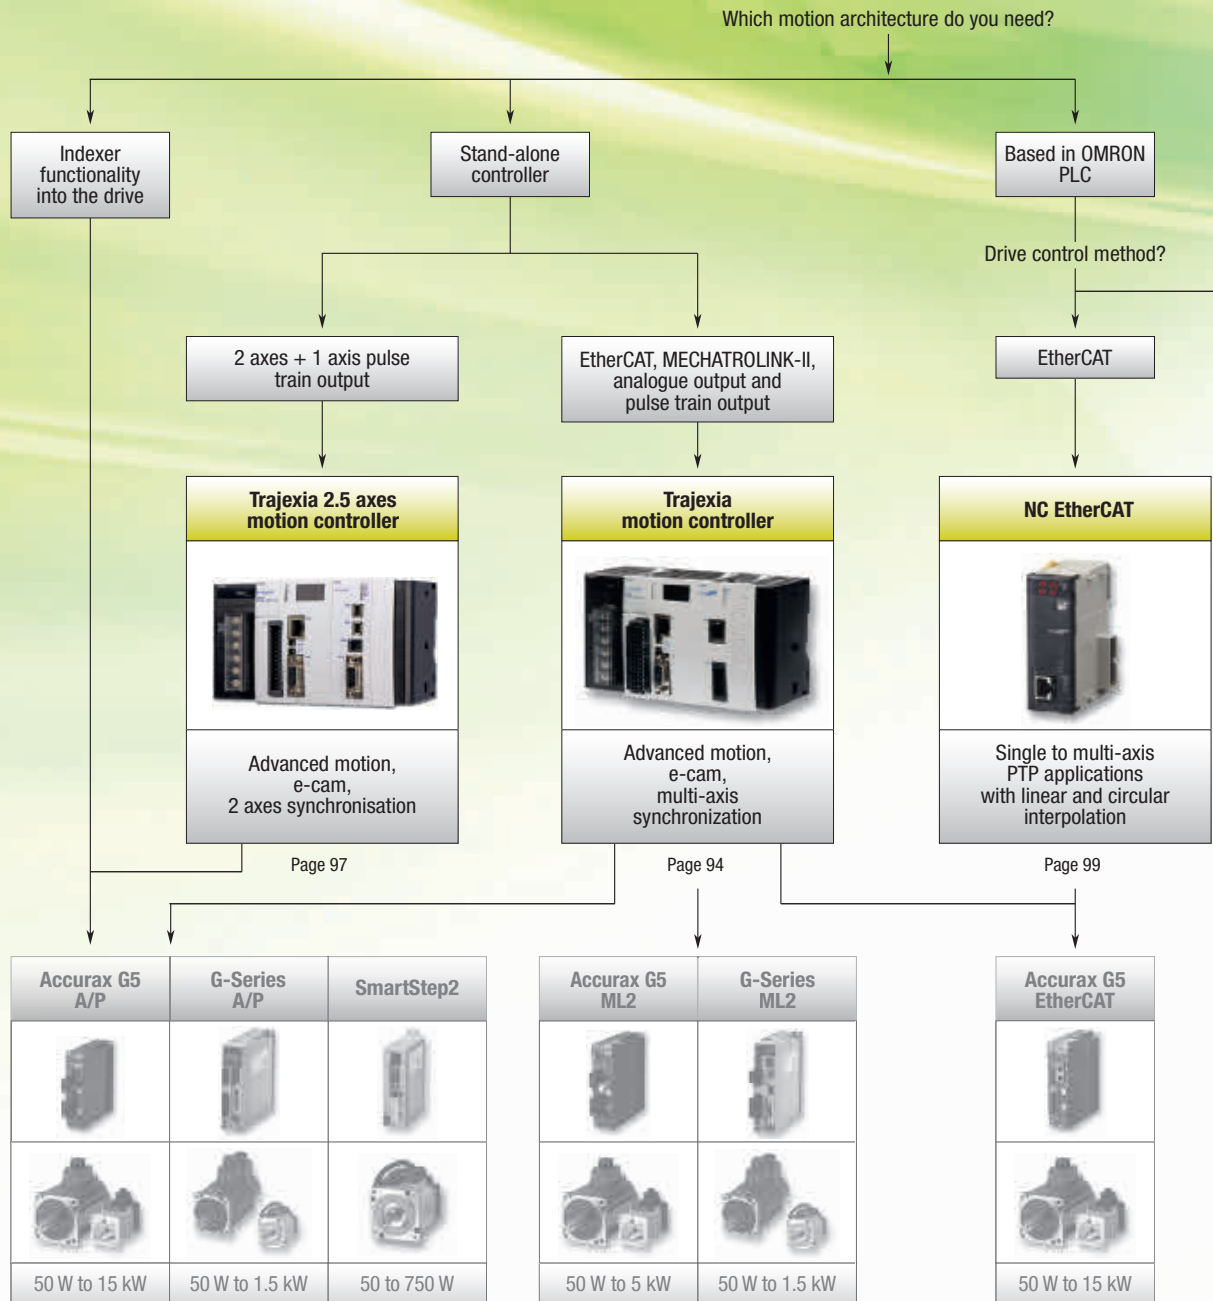 Which motion architecture do you need?
Indexer
functionality
into the drive
Stand-alone
controller
Based in OMRON
PLC
Drive control method?
2 axes + 1 axis pulse
train output
EtherCAT, MECHATROLINK-II,
analogue output and
pulse train output
EtherCAT
Trajexia 2.5 axes
motion controller
Trajexia
motion controller
NC EtherCAT
Advanced motion,
e-cam,
2 axes synchronisation
Advanced motion,
e-cam,
multi-axis
synchronization
Single to multi-axis
PTP applications
with linear and circular
interpolation
Page 97
Page 94
Page 99
Accurax G5
A/P
G-Series
A/P
SmartStep2
Accurax G5
ML2
G-Series
ML2
Accurax G5
EtherCAT
50 W to 15 kW
50 W to 1.5 kW
50 to 750 W
50 W to 5 kW
50 W to 1.5 kW
50 W to 15 kW